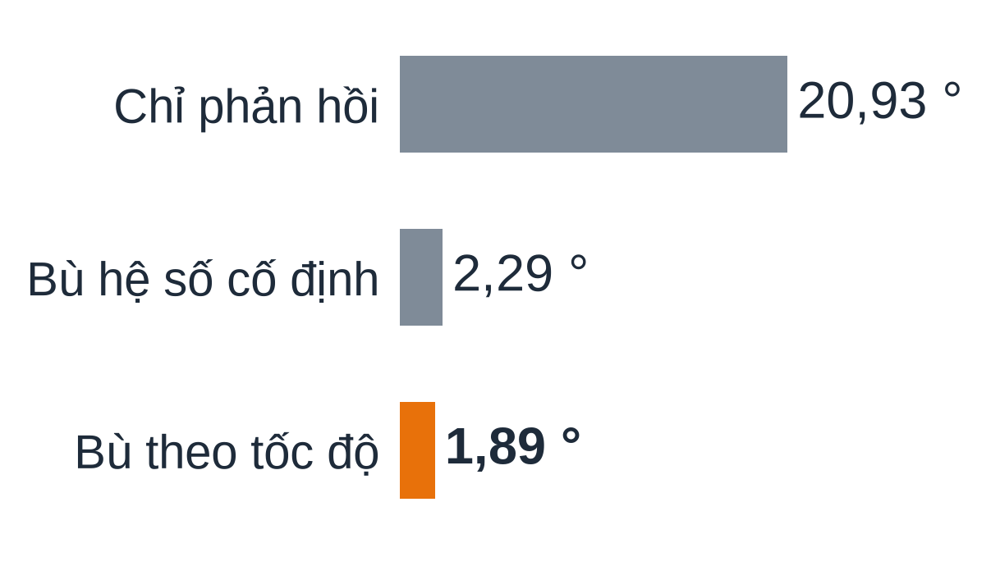 Chỉ phản hồi 20,93 °
Bù hệ số cố định 2,29 °
Bù theo tốc độ 1,89 °